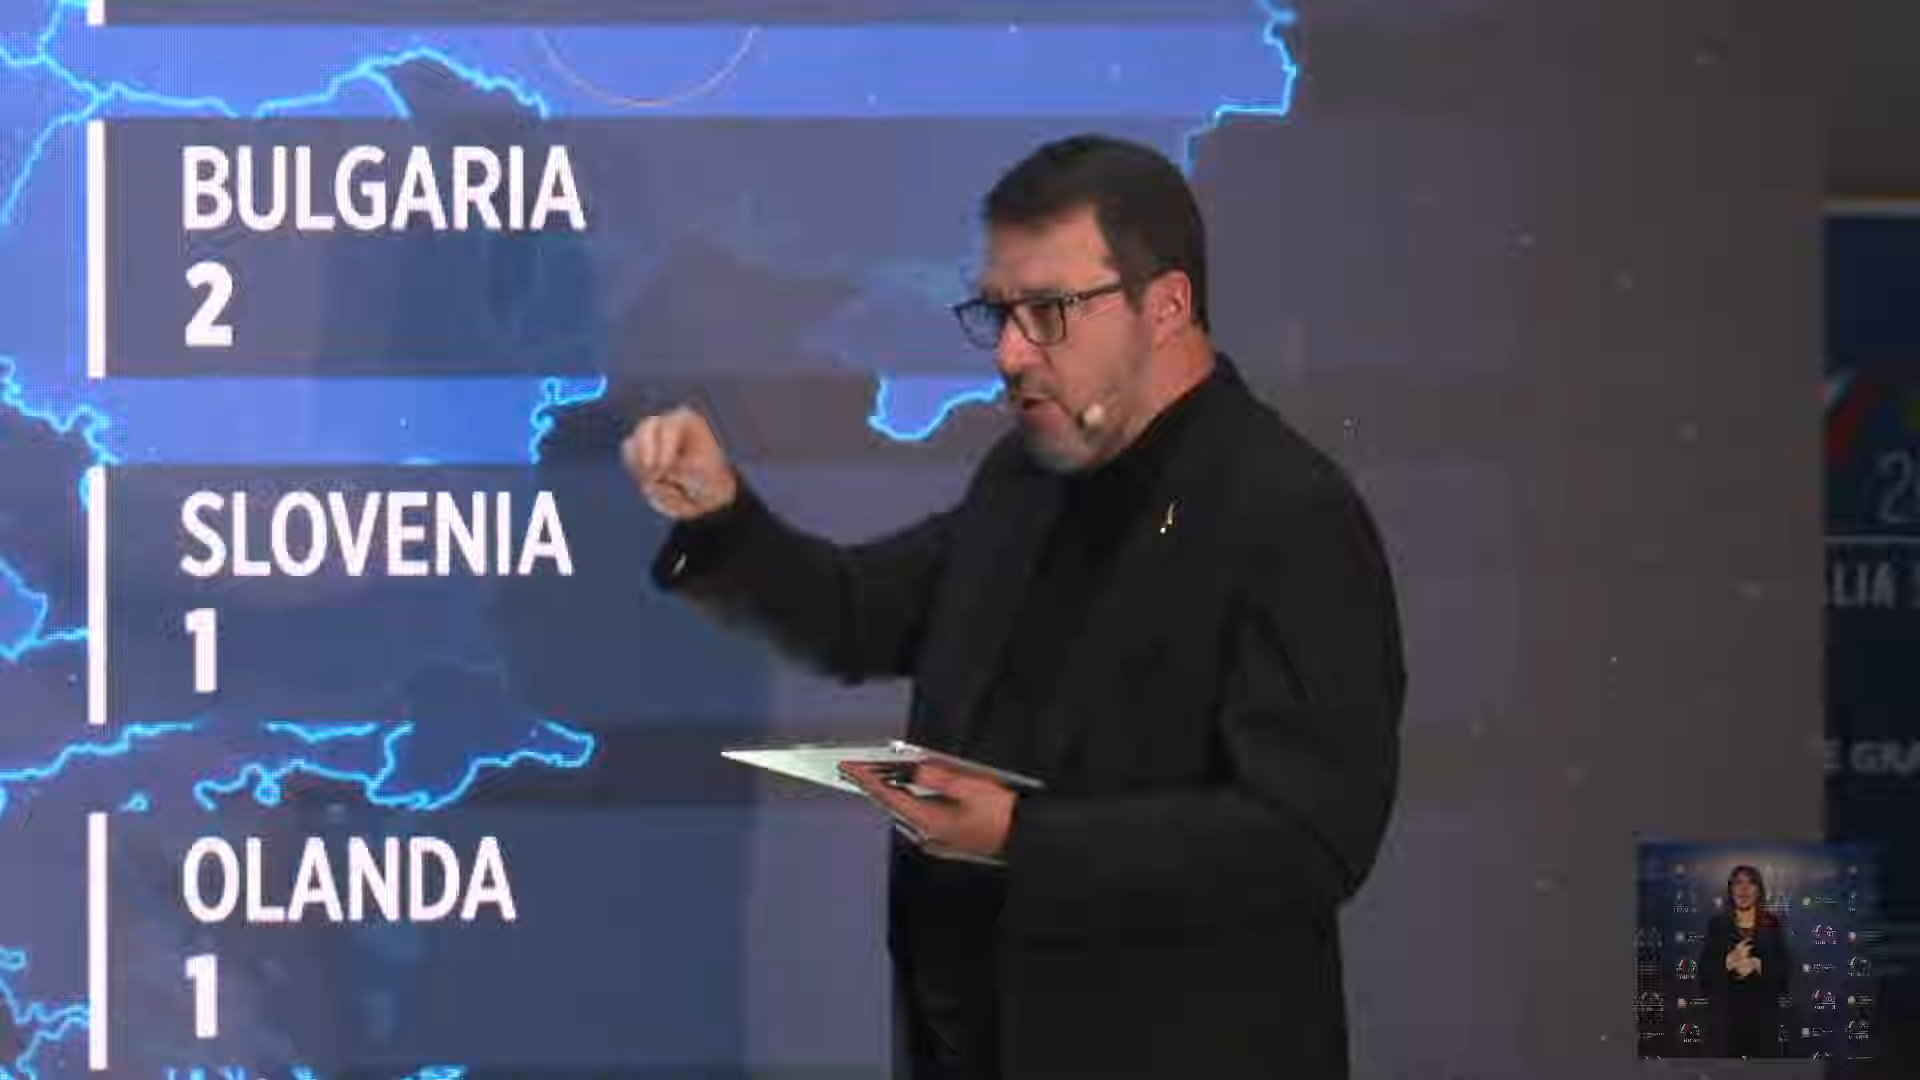 BULGARIA
2
SLOVENIA
1
OLANDA
1